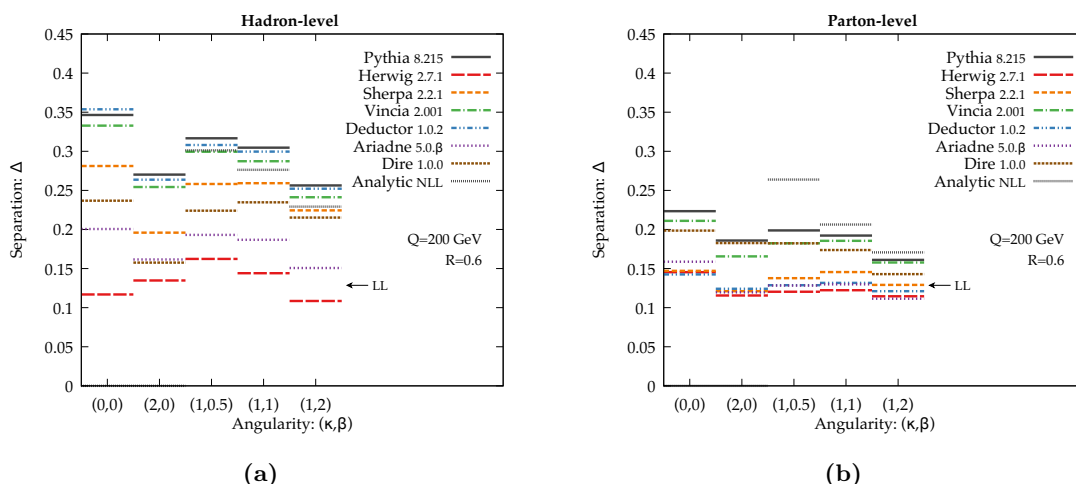 Hadron-level
0.45
0.4
0.35
0.3
0.25
0.2
0.15
0.1
0.05
0
Separation: Δ
Pythia 8.215
Herwig 2.7.1
Sherpa 2.2.1
Vincia 2.001
Deductor 1.0.2
Ariadne 5.0.β
Dire 1.0.0
Analytic NLL
Q=200 GeV
R=0.6
LL
(0,0) (2,0) (1,0.5) (1,1) (1,2)
Angularity: (κ,β)
(a)
Parton-level
0.45
0.4
0.35
0.3
0.25
0.2
0.15
0.1
0.05
0
Separation: Δ
Pythia 8.215
Herwig 2.7.1
Sherpa 2.2.1
Vincia 2.001
Deductor 1.0.2
Ariadne 5.0.β
Dire 1.0.0
Analytic NLL
Q=200 GeV
R=0.6
LL
(0,0) (2,0) (1,0.5) (1,1) (1,2)
Angularity: (κ,β)
(b)